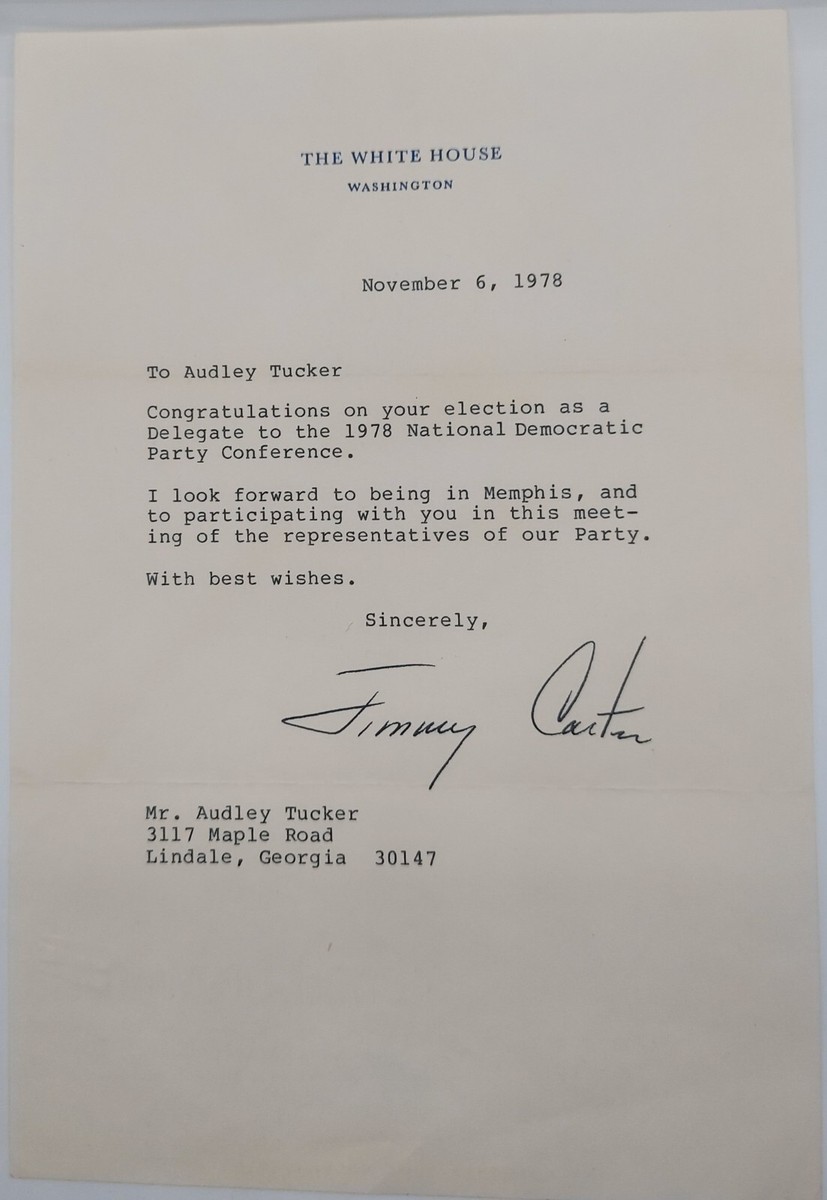 THE WHITE HOUSE
WASHINGTON
November 6, 1978
To Audley Tucker
Congratulations on your election as a
Delegate to the 1978 National Democratic
Party Conference.
I look forward to being in Memphis, and
to participating with you in this meet-
ing of the representatives of our Party.
With best wishes.
Sincerely,
Jimmy Carter
Mr. Audley Tucker
3117 Maple Road
Lindale, Georgia 30147